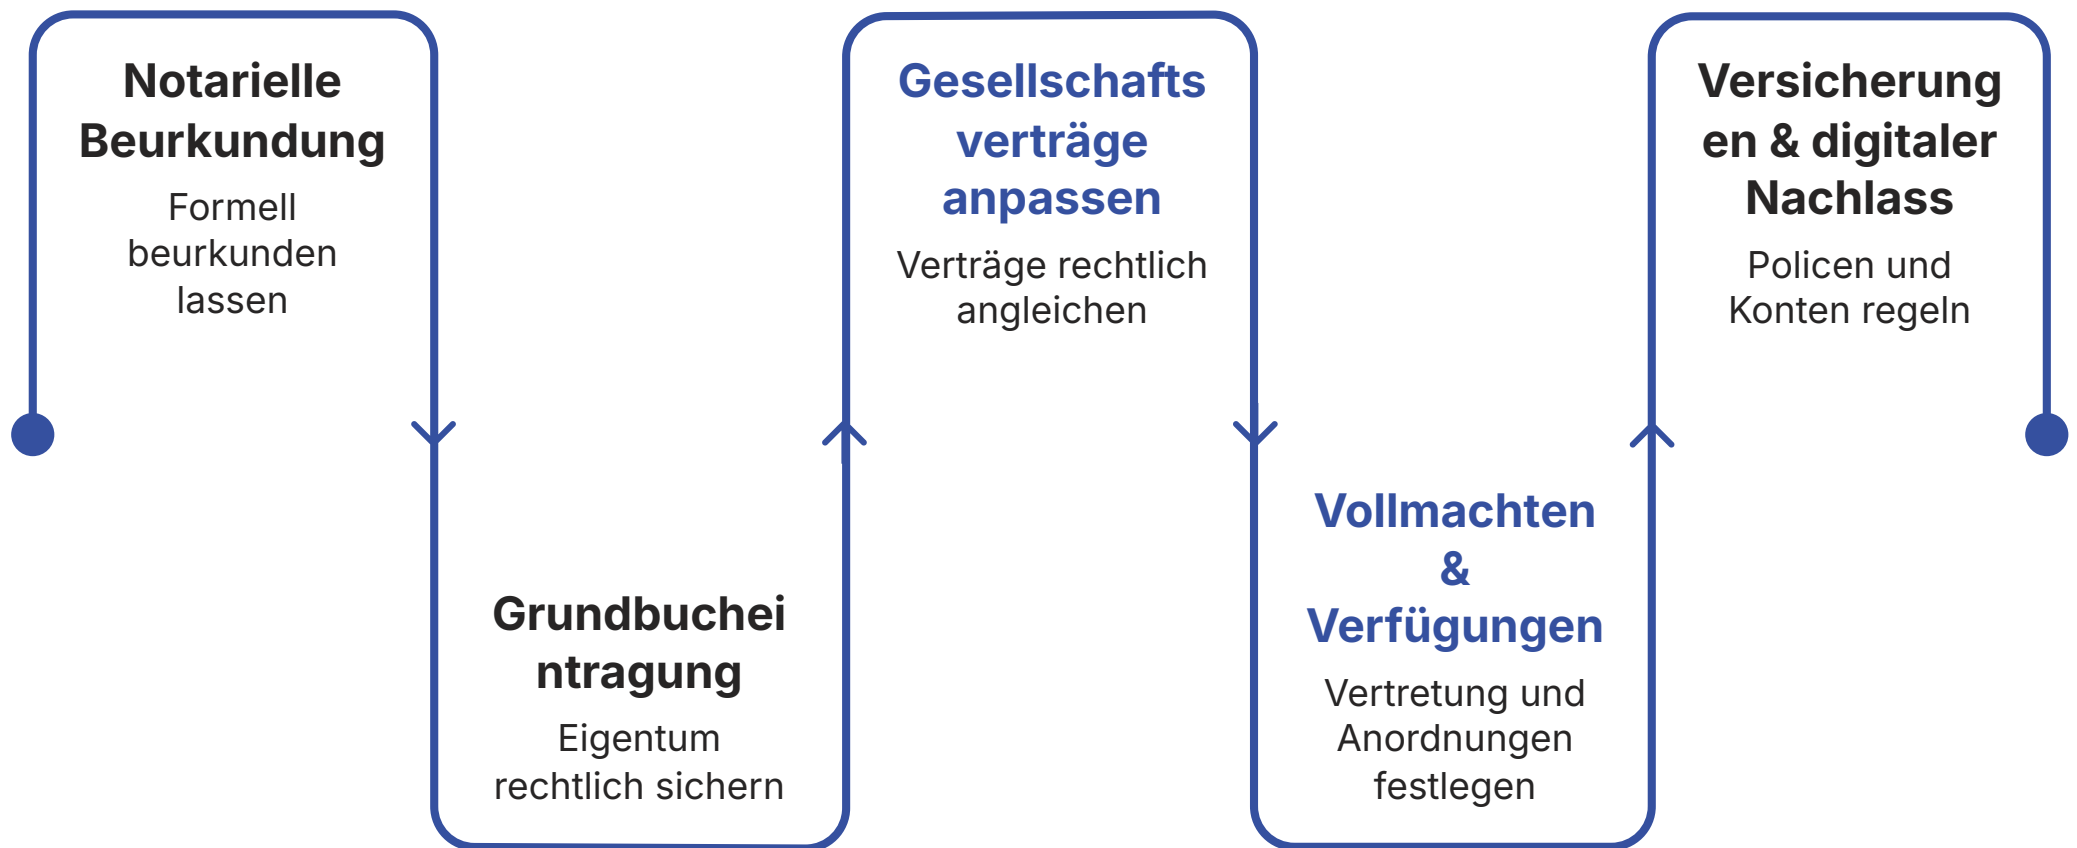 Notarielle
Beurkundung
Formell
beurkunden
lassen
Grundbuchei
ntragung
Eigentum
rechtlich sichern
Gesellschafts
verträge
anpassen
Verträge rechtlich
angleichen
Vollmachten
&
Verfügungen
Vertretung und
Anordnungen
festlegen
Versicherung
en & digitaler
Nachlass
Policen und
Konten regeln